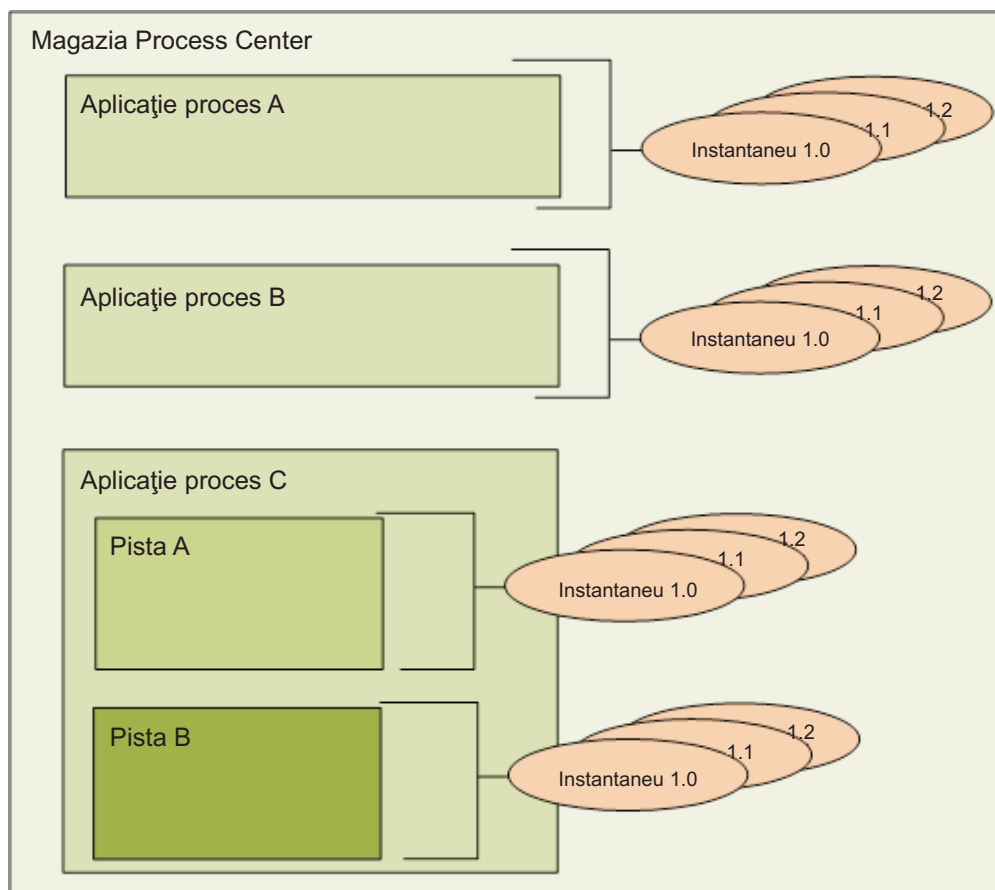 Magazia Process Center
Aplicaţie proces A
1.2
1.1
Instantaneu 1.0
Aplicaţie proces B
1.2
1.1
Instantaneu 1.0
Aplicaţie proces C
Pista A
1.2
1.1
Instantaneu 1.0
Pista B
1.2
1.1
Instantaneu 1.0